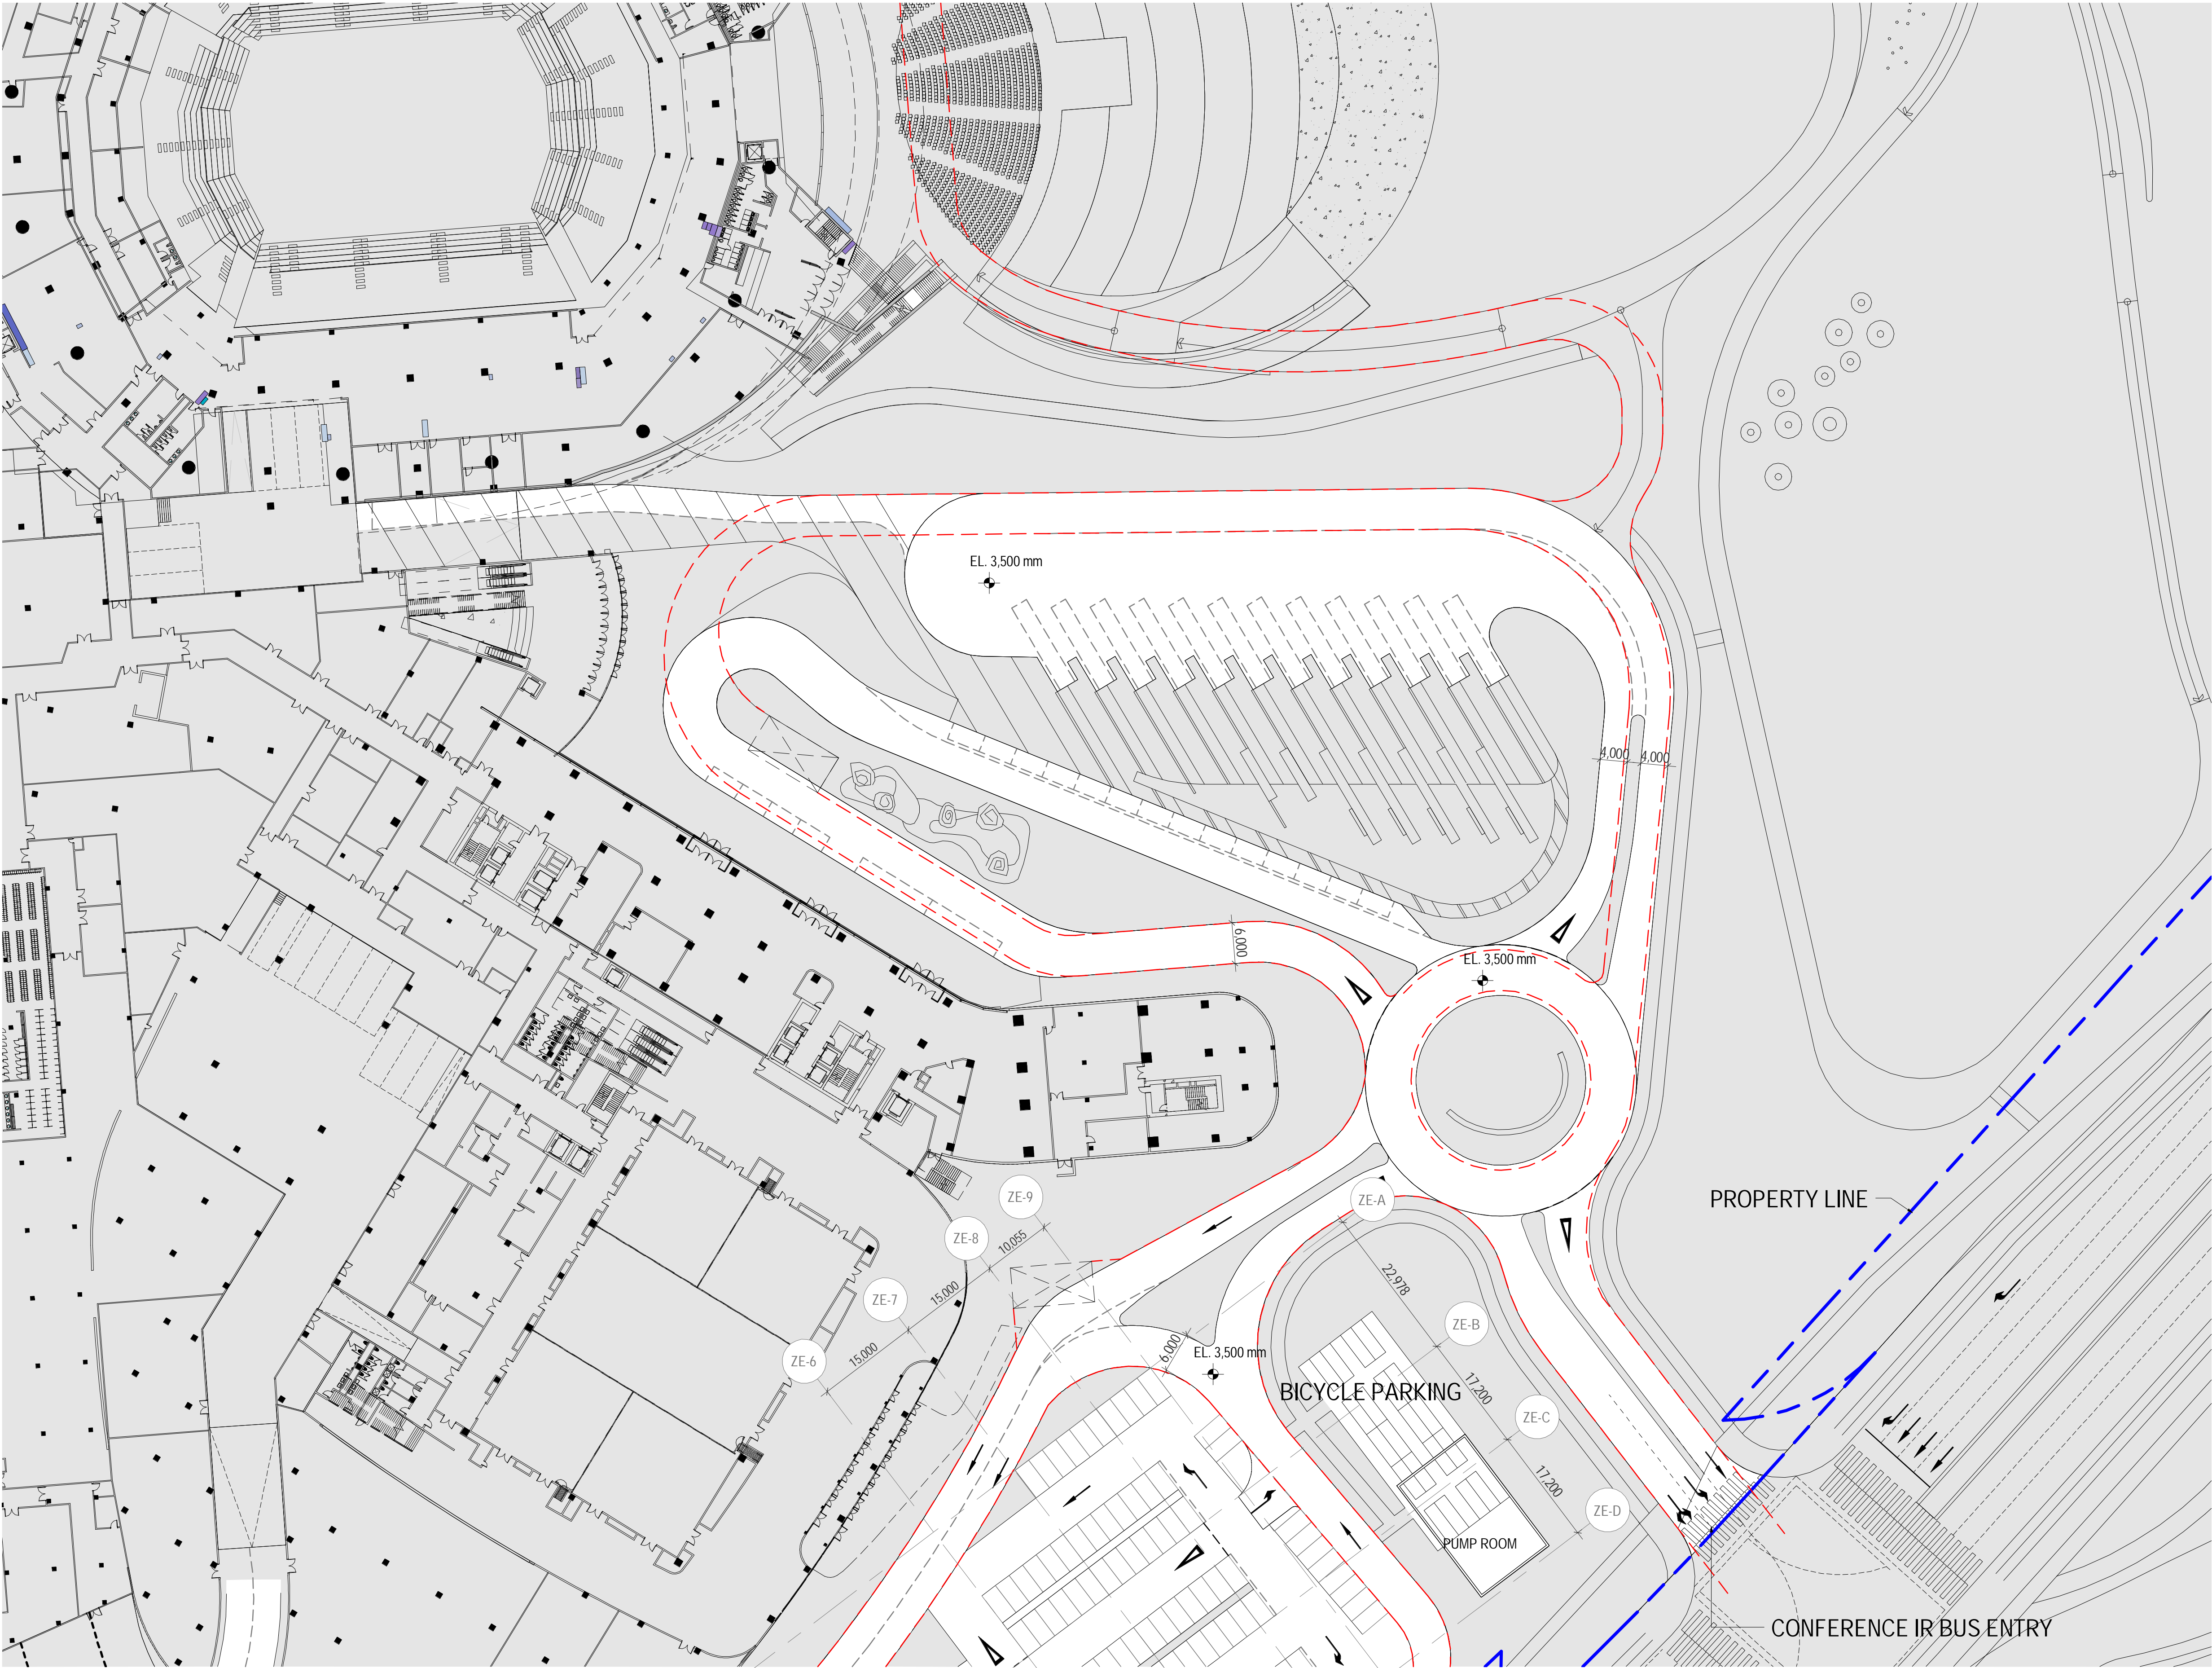 EL. 3,500 mm
4,000
4,000
6,000
EL. 3,500 mm
ZE-9
ZE-A
PROPERTY LINE
ZE-8
10,055
22,978
ZE-7
15,000
ZE-B
6,000
EL. 3,500 mm
ZE-6
15,000
BICYCLE PARKING
17,200
ZE-C
17,200
ZE-D
PUMP ROOM
CONFERENCE IR BUS ENTRY